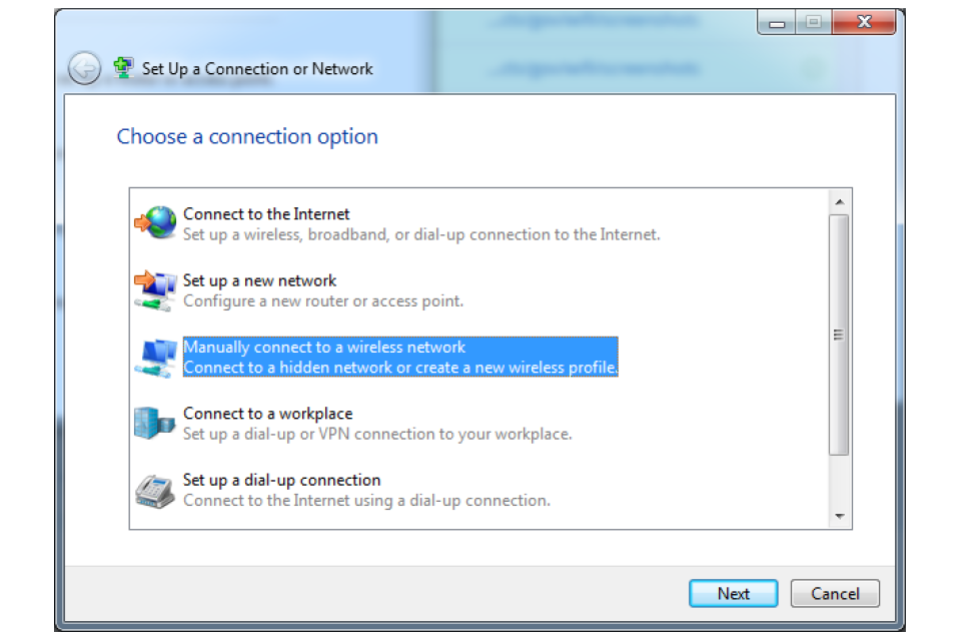 Set Up a Connection or Network
Choose a connection option
Connect to the Internet
Set up a wireless, broadband, or dial-up connection to the Internet.
Set up a new network
Configure a new router or access point.
Manually connect to a wireless network
Connect to a hidden network or create a new wireless profile.
Connect to a workplace
Set up a dial-up or VPN connection to your workplace.
Set up a dial-up connection
Connect to the Internet using a dial-up connection.
Next
Cancel